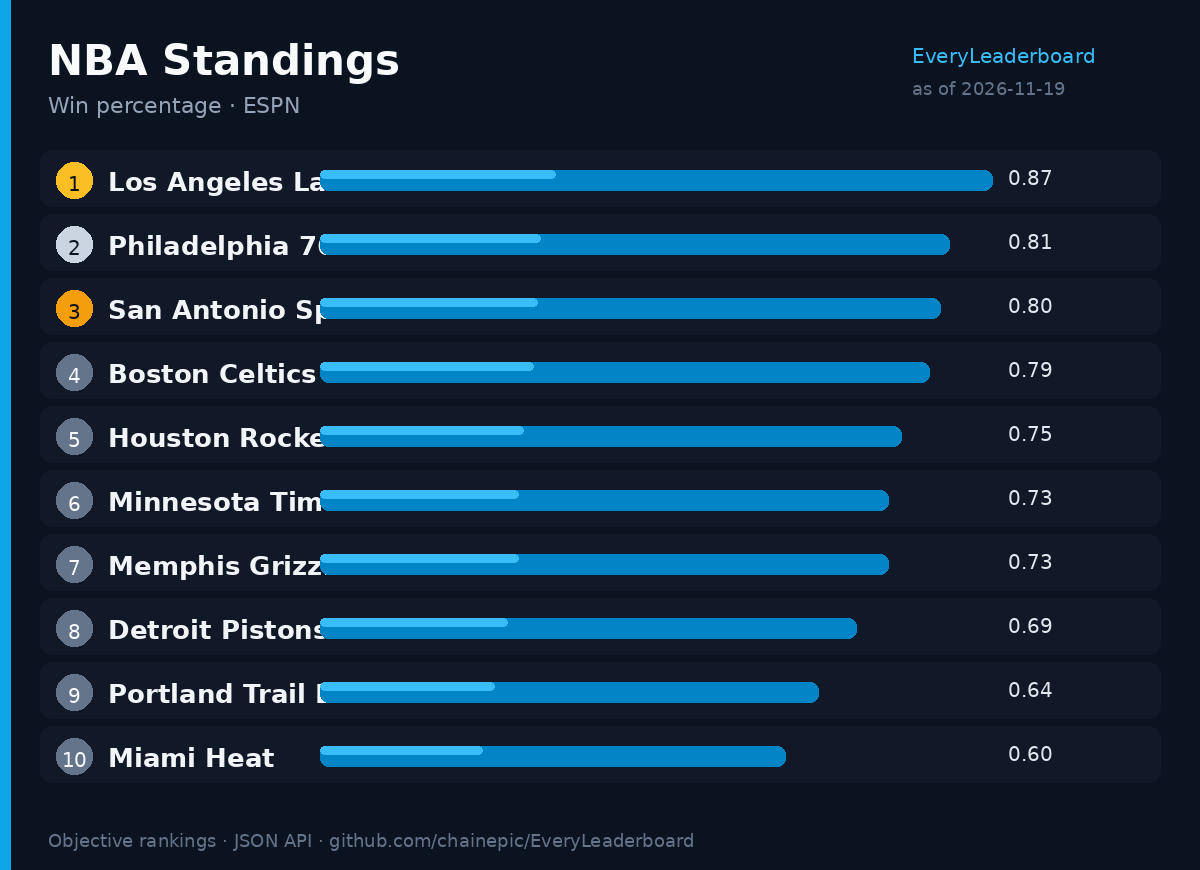 NBA Standings
Win percentage · ESPN
EveryLeaderboard
as of 2026-11-19
1 Los Angeles La 0.87
2 Philadelphia 76 0.81
3 San Antonio Sp 0.80
4 Boston Celtics 0.79
5 Houston Rocke 0.75
6 Minnesota Tim 0.73
7 Memphis Grizz 0.73
8 Detroit Pistons 0.69
9 Portland Trail 0.64
10 Miami Heat 0.60
Objective rankings · JSON API · github.com/chainepic/EveryLeaderboard